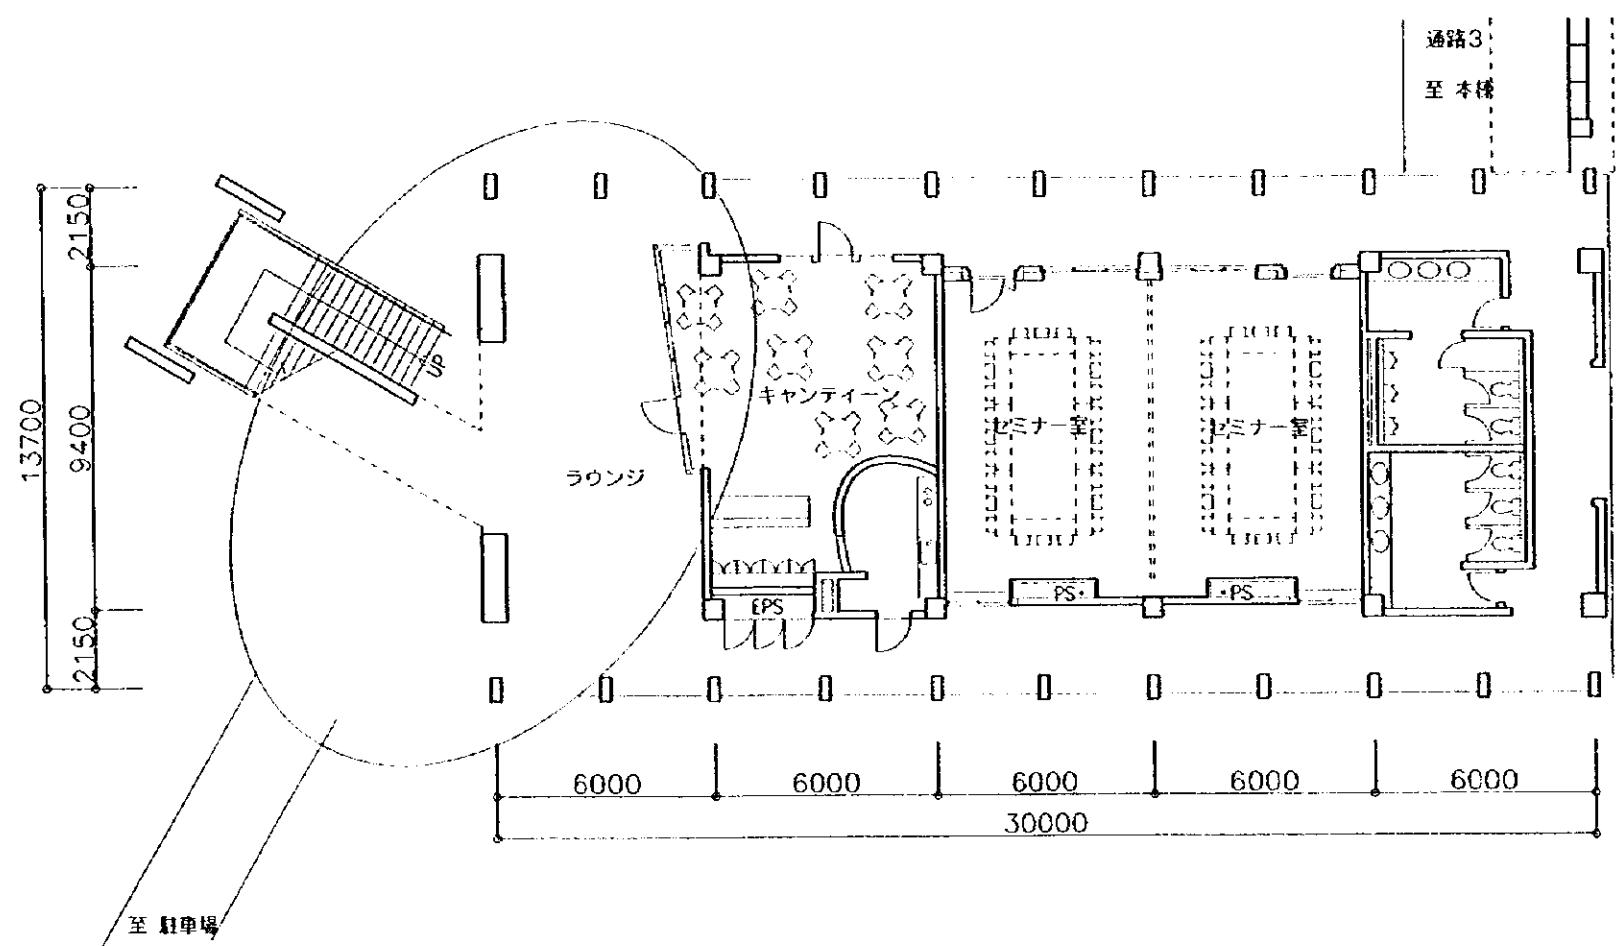 通路3
至 本棟
2150
9400
13700
2150
UP
キャンティーン
セミナー室
セミナー室
ラウンジ
EPS
PS
PS
6000
6000
6000
6000
6000
30000
至 駐車場